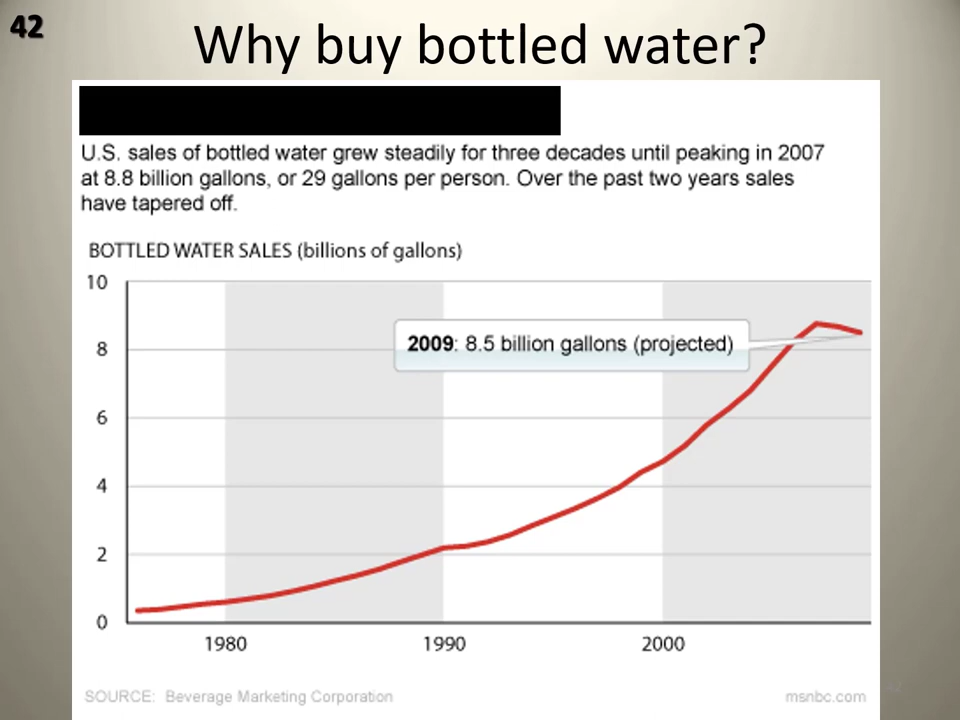 42
Why buy bottled water?
U.S. sales of bottled water grew steadily for three decades until peaking in 2007
at 8.8 billion gallons, or 29 gallons per person. Over the past two years sales
have tapered off.
BOTTLED WATER SALES (billions of gallons)
10
8
6
4
2
0
2009: 8.5 billion gallons (projected)
1980 1990 2000
SOURCE: Beverage Marketing Corporation
msnbc.com
42